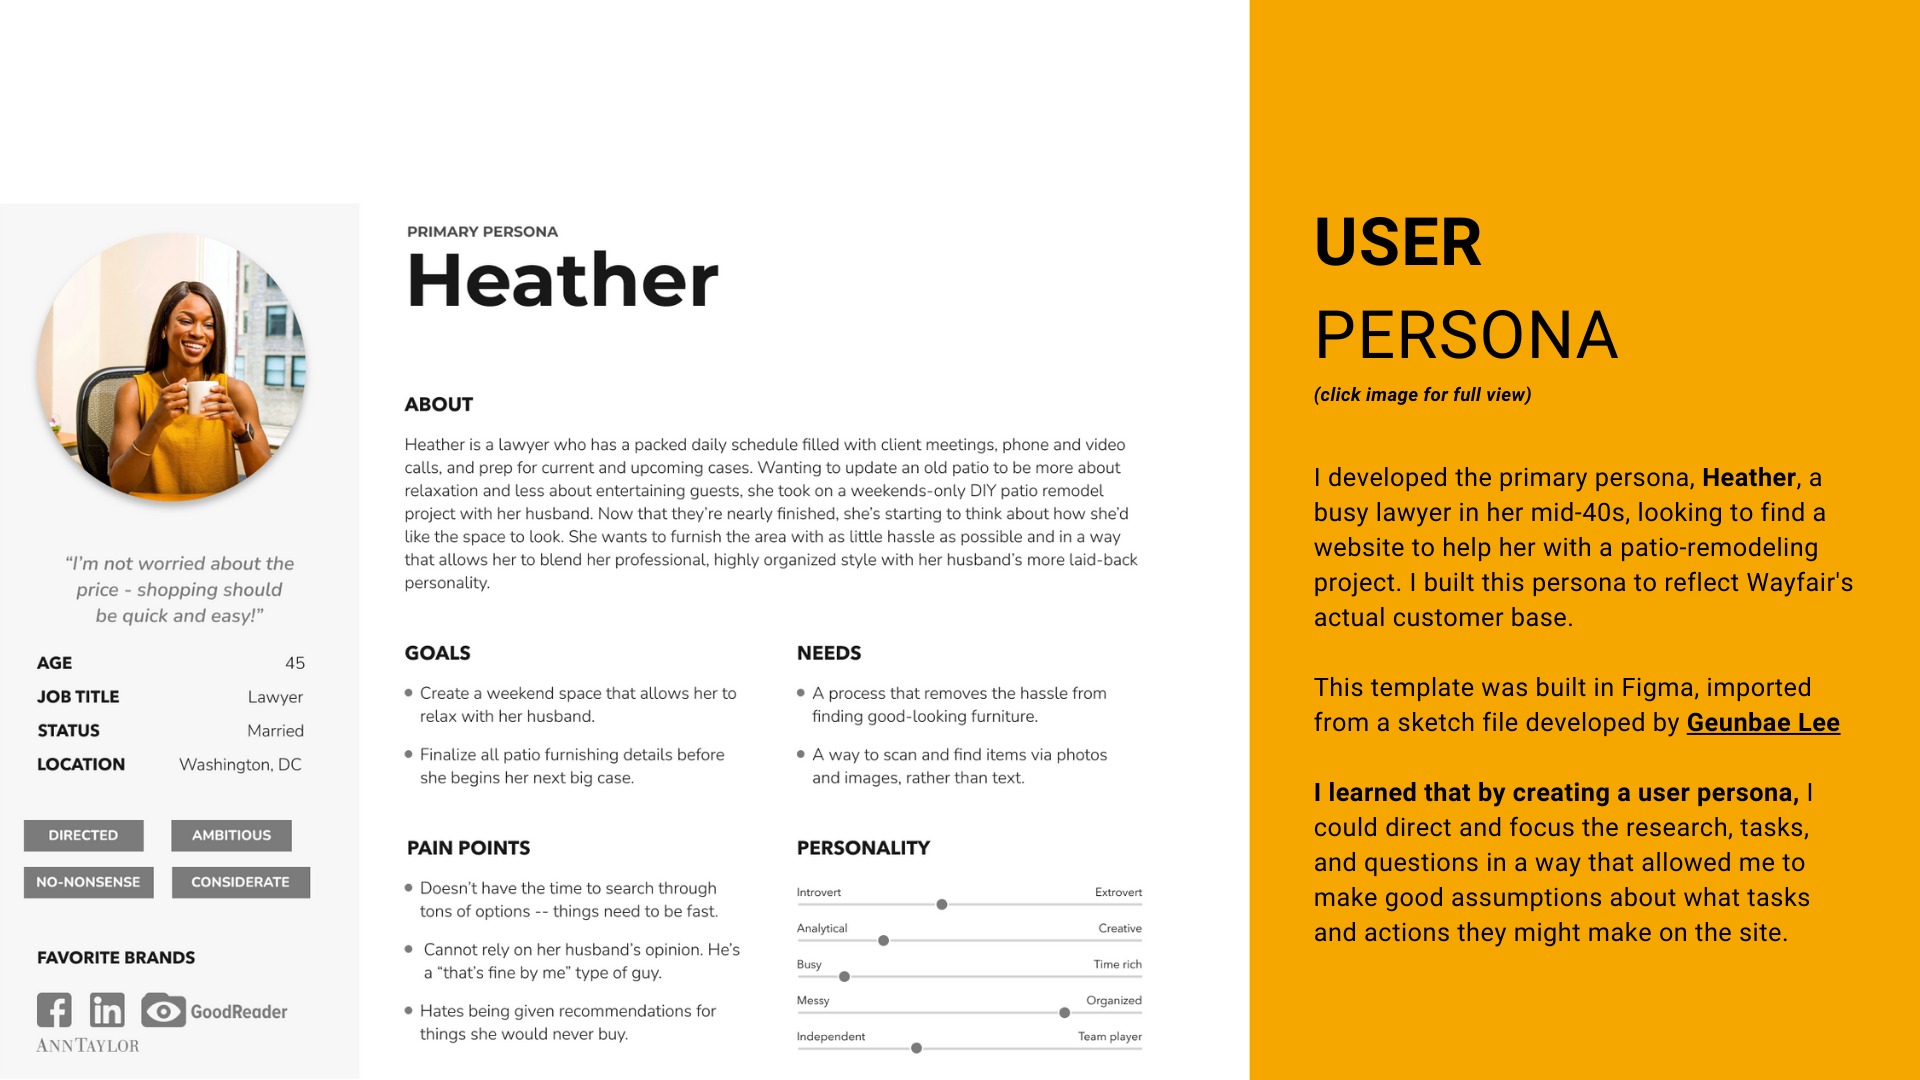 “I’m not worried about the
price - shopping should
be quick and easy!”
AGE 45
JOB TITLE Lawyer
STATUS Married
LOCATION Washington, DC
DIRECTED AMBITIOUS
NO-NONSENSE CONSIDERATE
FAVORITE BRANDS
f in GoodReader
ANNTAYLOR
PRIMARY PERSONA
Heather
ABOUT
Heather is a lawyer who has a packed daily schedule filled with client meetings, phone and video
calls, and prep for current and upcoming cases. Wanting to update an old patio to be more about
relaxation and less about entertaining guests, she took on a weekends-only DIY patio remodel
project with her husband. Now that they’re nearly finished, she’s starting to think about how she’d
like the space to look. She wants to furnish the area with as little hassle as possible and in a way
that allows her to blend her professional, highly organized style with her husband’s more laid-back
personality.
GOALS
Create a weekend space that allows her to
relax with her husband.
Finalize all patio furnishing details before
she begins her next big case.
NEEDS
A process that removes the hassle from
finding good-looking furniture.
A way to scan and find items via photos
and images, rather than text.
PAIN POINTS
Doesn’t have the time to search through
tons of options -- things need to be fast.
Cannot rely on her husband’s opinion. He’s
a “that’s fine by me” type of guy.
Hates being given recommendations for
things she would never buy.
PERSONALITY
Introvert Extrovert
Analytical Creative
Busy Time rich
Messy Organized
Independent Team player
USER
PERSONA
(click image for full view)
I developed the primary persona, Heather, a
busy lawyer in her mid-40s, looking to find a
website to help her with a patio-remodeling
project. I built this persona to reflect Wayfair's
actual customer base.
This template was built in Figma, imported
from a sketch file developed by Geunbae Lee
I learned that by creating a user persona, I
could direct and focus the research, tasks,
and questions in a way that allowed me to
make good assumptions about what tasks
and actions they might make on the site.